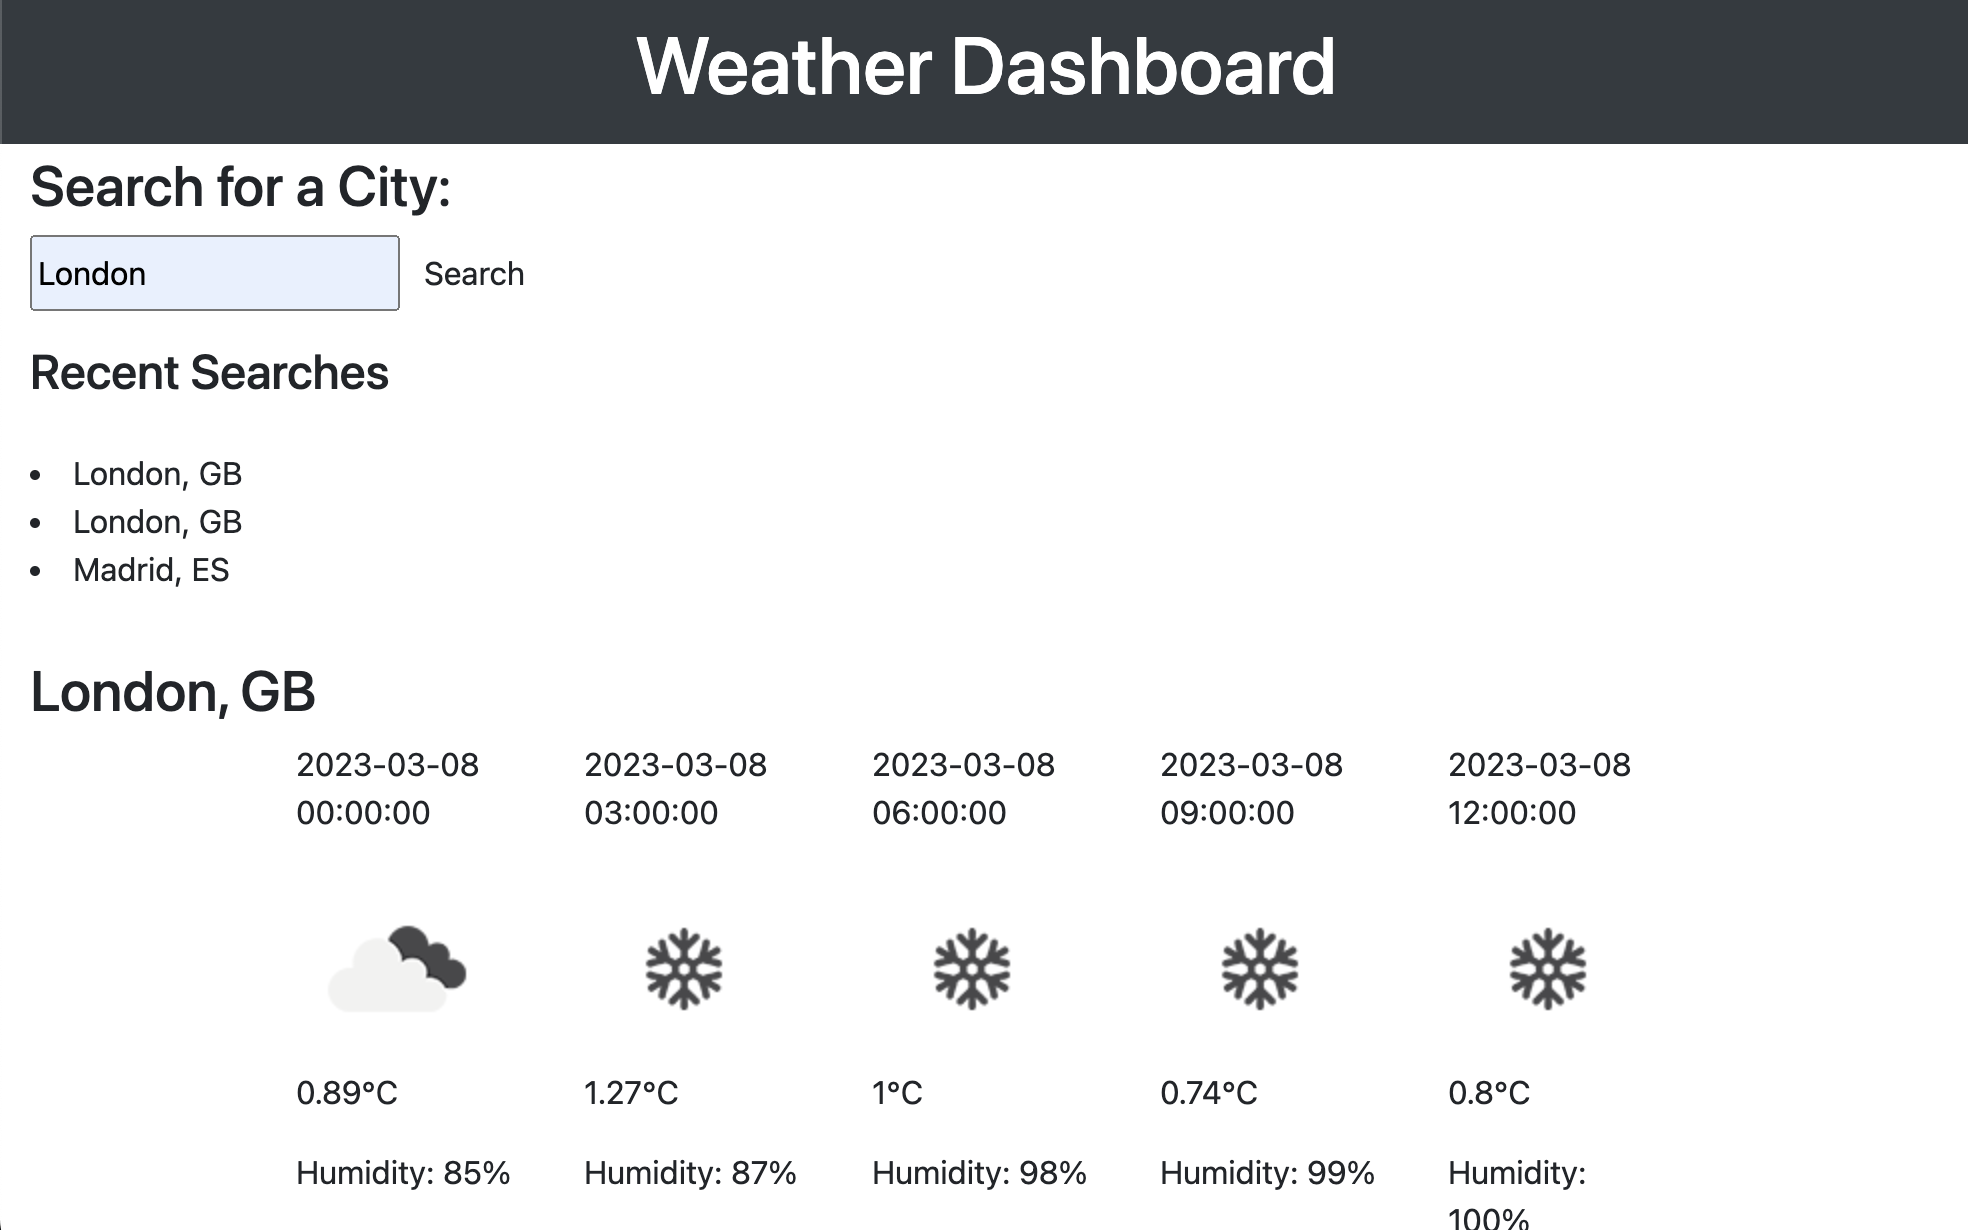 Weather Dashboard
Search for a City:
London Search
Recent Searches
• London, GB
• London, GB
• Madrid, ES
London, GB
2023-03-08 2023-03-08 2023-03-08 2023-03-08 2023-03-08
00:00:00 03:00:00 06:00:00 09:00:00 12:00:00
0.89°C 1.27°C 1°C 0.74°C 0.8°C
Humidity: 85% Humidity: 87% Humidity: 98% Humidity: 99% Humidity:
100%